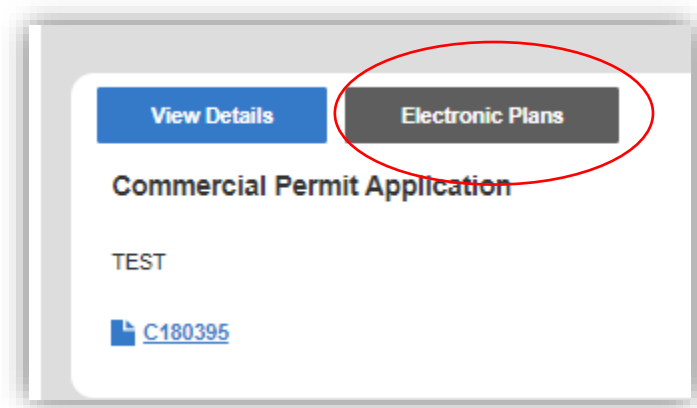 View Details Electronic Plans
Commercial Permit Application
TEST
C180395